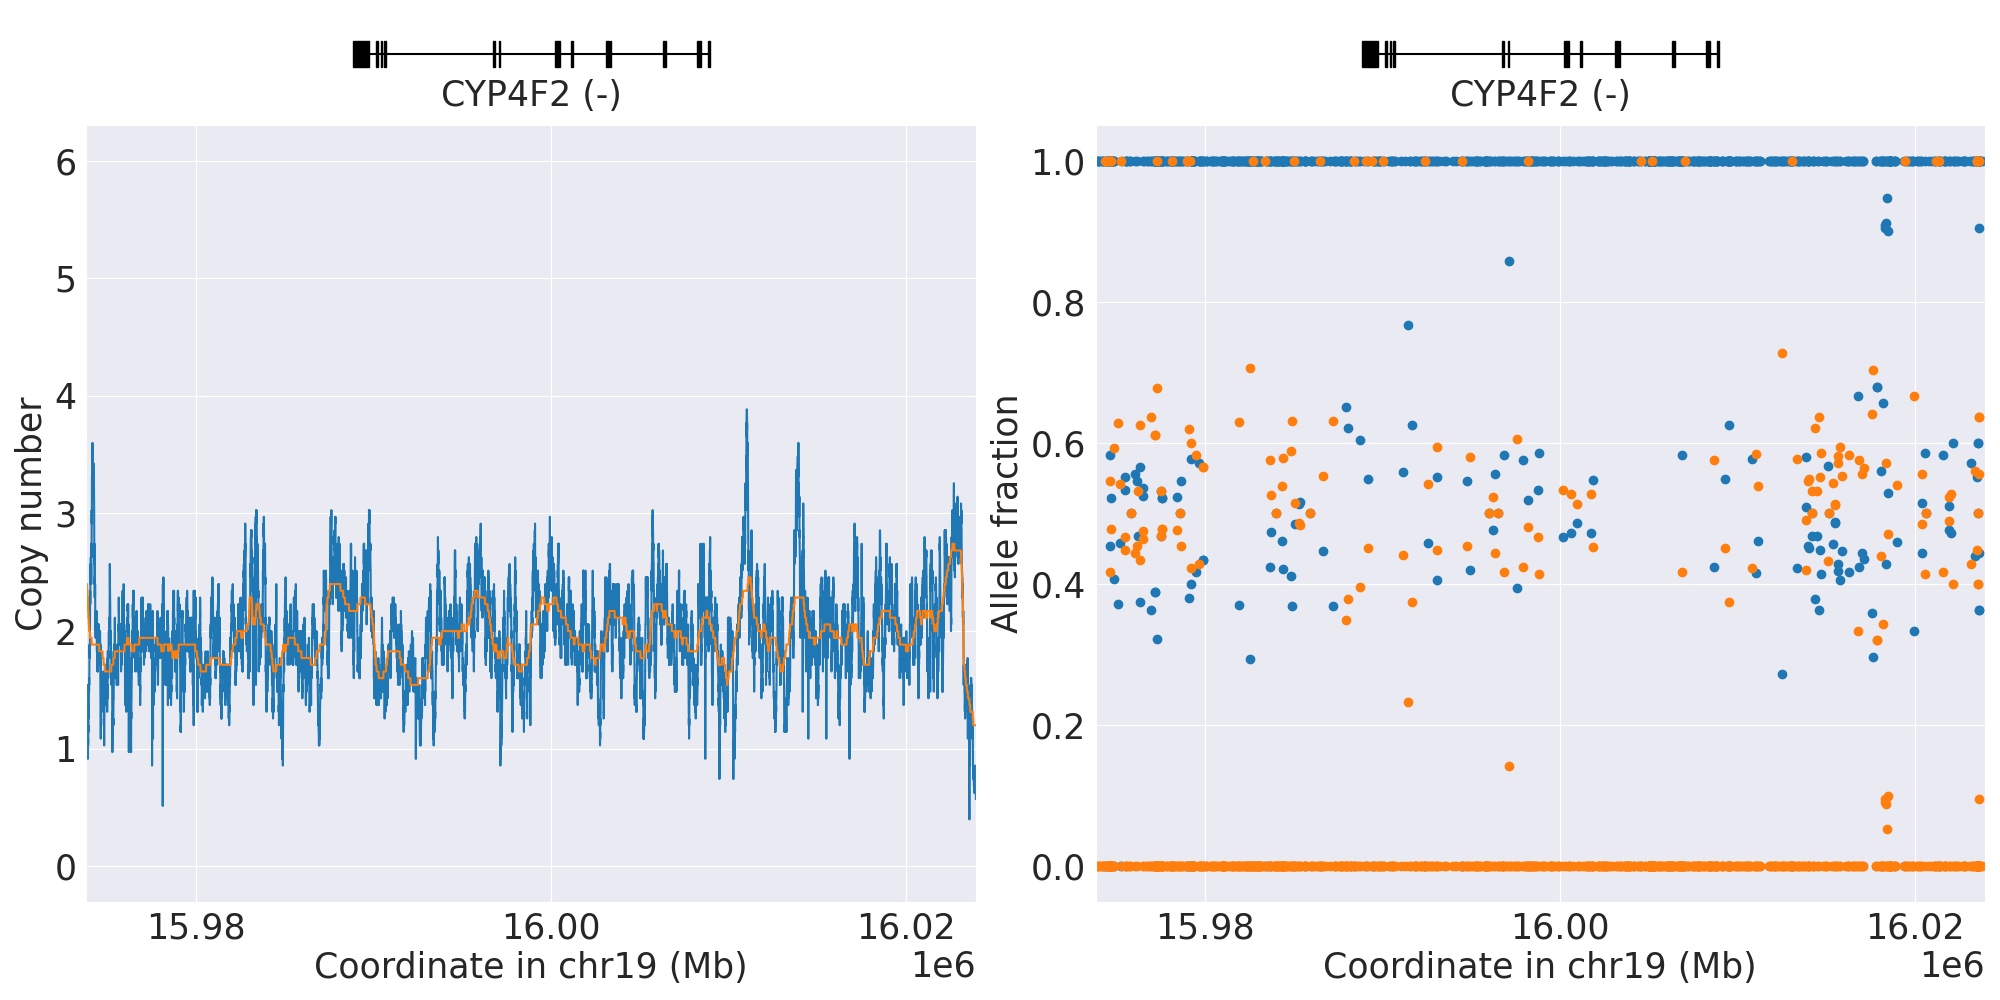 CYP4F2 (-)
Copy number
6
5
4
3
2
1
0
15.98
16.00
16.02
Coordinate in chr19 (Mb)
1e6
CYP4F2 (-)
Allele fraction
1.0
0.8
0.6
0.4
0.2
0.0
15.98
16.00
16.02
Coordinate in chr19 (Mb)
1e6